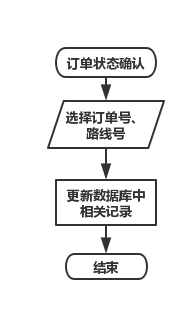 订单状态确认
选择订单号、
路线号
更新数据库中
相关记录
结束